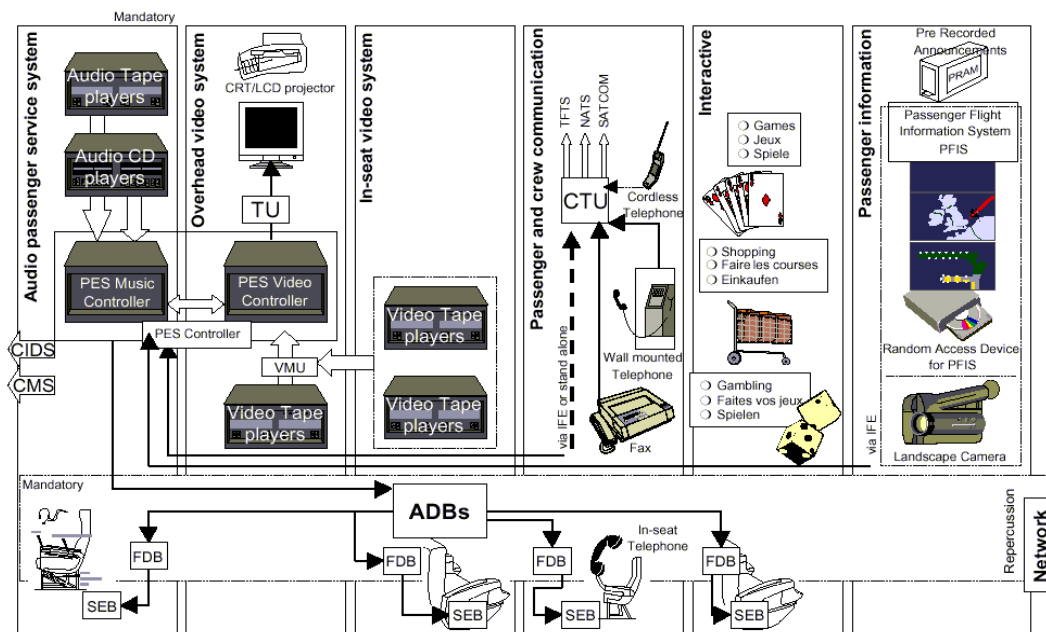 Mandatory
Audio passenger service system
Audio Tape
players
Audio CD
players
PES Music
Controller
CIDS
CMS
Overhead video system
CRT/LCD projector
TU
PES Video
Controller
PES Controller
VMU
Video Tape
players
In-seat video system
Video Tape
players
Video Tape
players
Passenger and crew communication
TFTS
NATS
SATCOM
CTU
Cordless
Telephone
Wall mounted
Telephone
via IFE or stand alone
Fax
Interactive
Games
Jeux
Spiele
Shopping
Faire les courses
Einkaufen
Gambling
Faites vos jeux
Spielen
Passenger information
Pre Recorded
Announcements
PRAM
Passenger Flight
Information System
PFIS
Random Access Device
for PFIS
via IFE
Landscape Camera
Mandatory
ADBs
FDB
SEB
FDB
SEB
FDB
SEB
In-seat
Telephone
FDB
SEB
Repercussion
Network